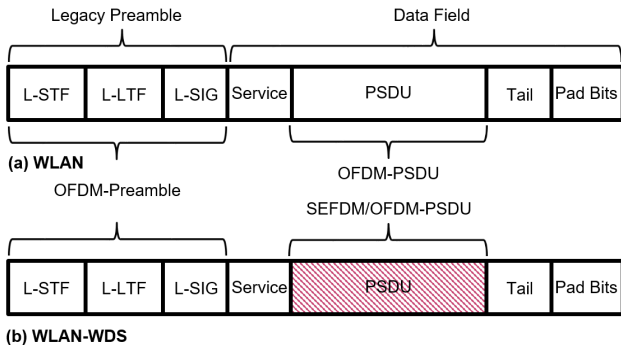 Legacy Preamble Data Field
L-STF L-LTF L-SIG Service PSDU Tail Pad Bits
(a) WLAN
OFDM-PSDU
OFDM-Preamble
SEFDM/OFDM-PSDU
L-STF L-LTF L-SIG Service PSDU Tail Pad Bits
(b) WLAN-WDS